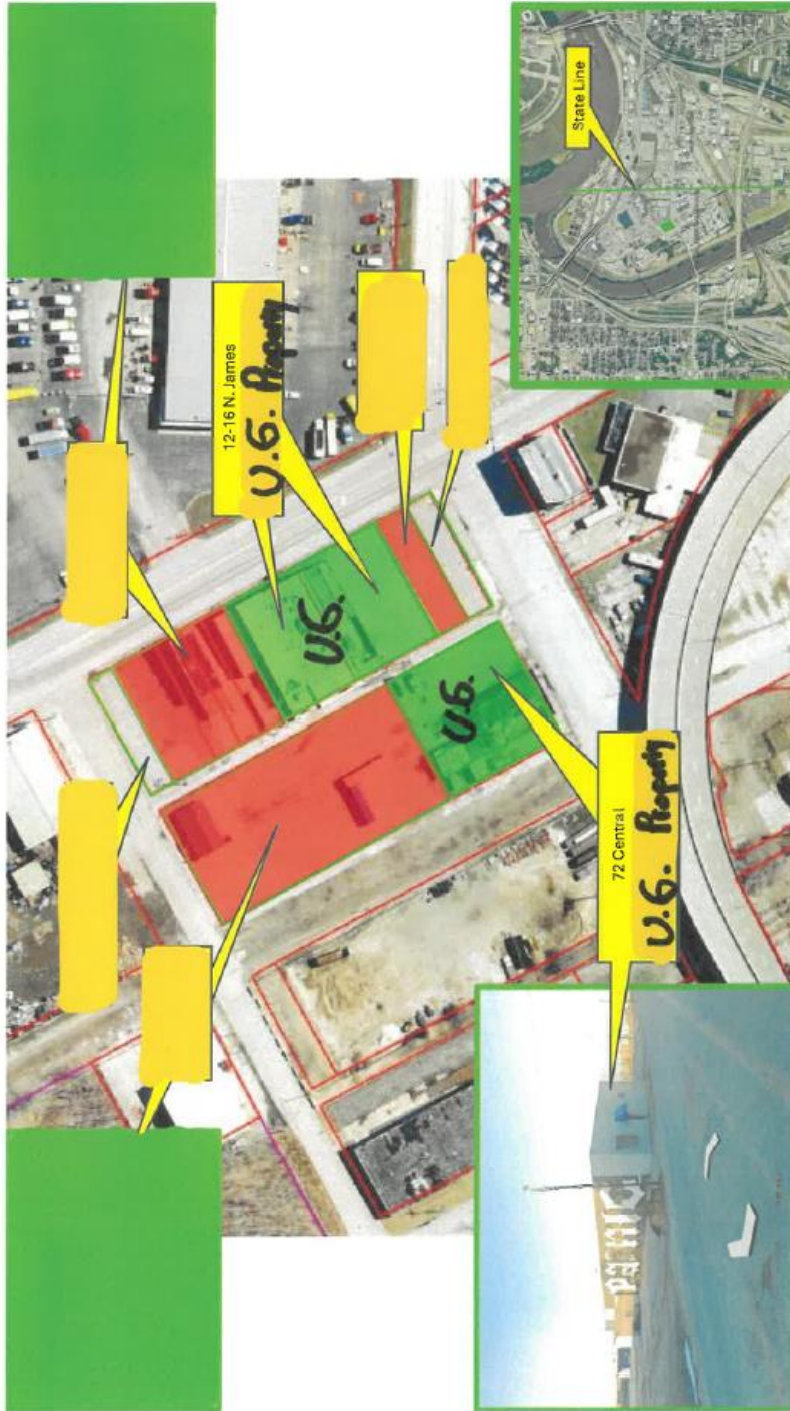 12-16 N. James
U.G. Property
U.G.
U.G.
72 Central
U.G. Property
State Line